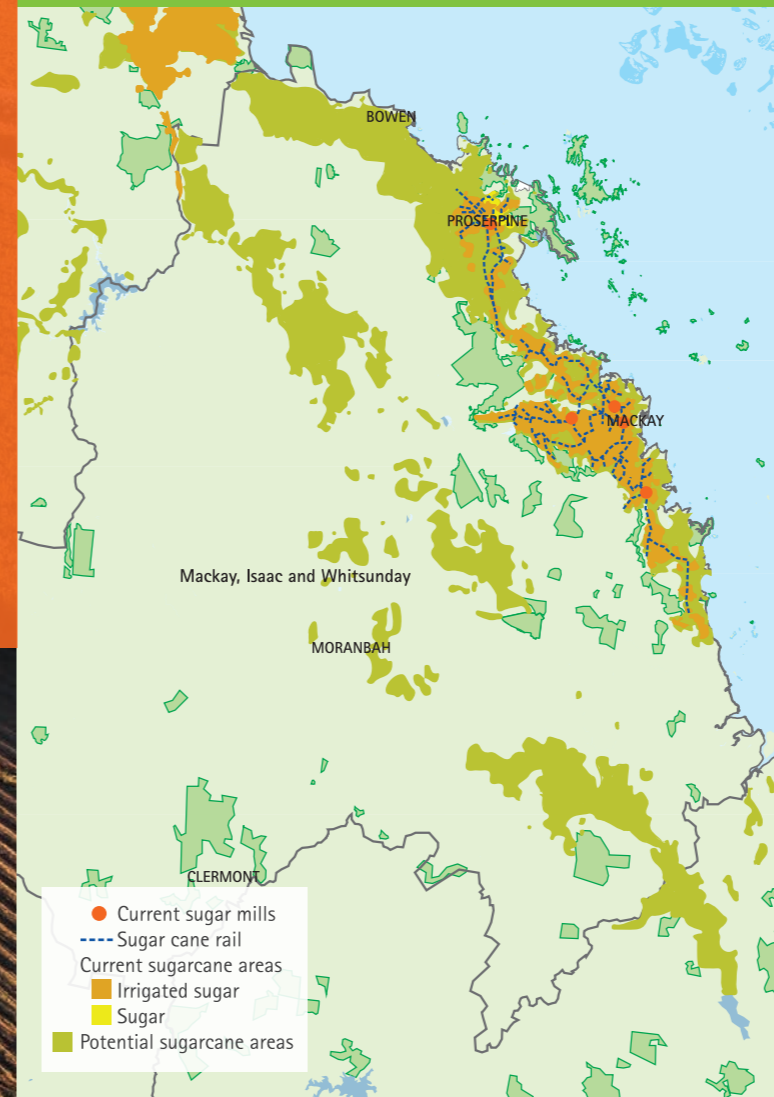 BOWEN
PROSERPINE
MACKAY
Mackay, Isaac and Whitsunday
MORANBAH
CLERMONT
Current sugar mills
Sugar cane rail
Current sugarcane areas
Irrigated sugar
Sugar
Potential sugarcane areas